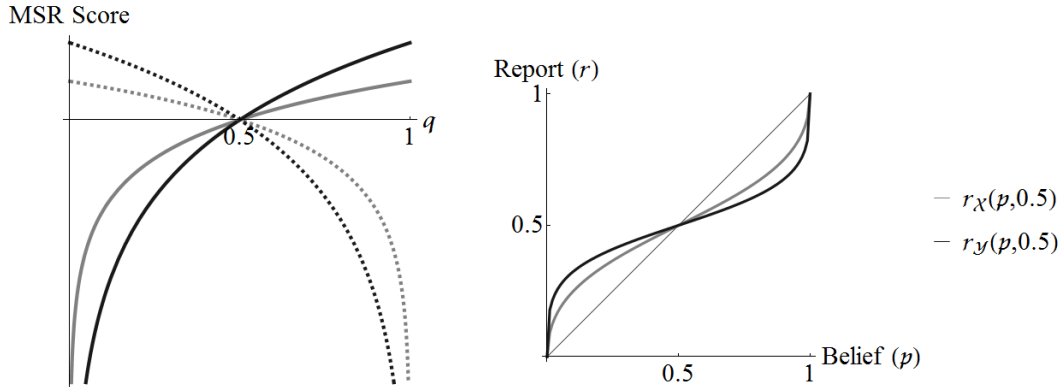 MSR Score
q
0.5
1
Report (r)
1
0.5
0.5
1
Belief (p)
r𝒳(p,0.5)
r𝓎(p,0.5)